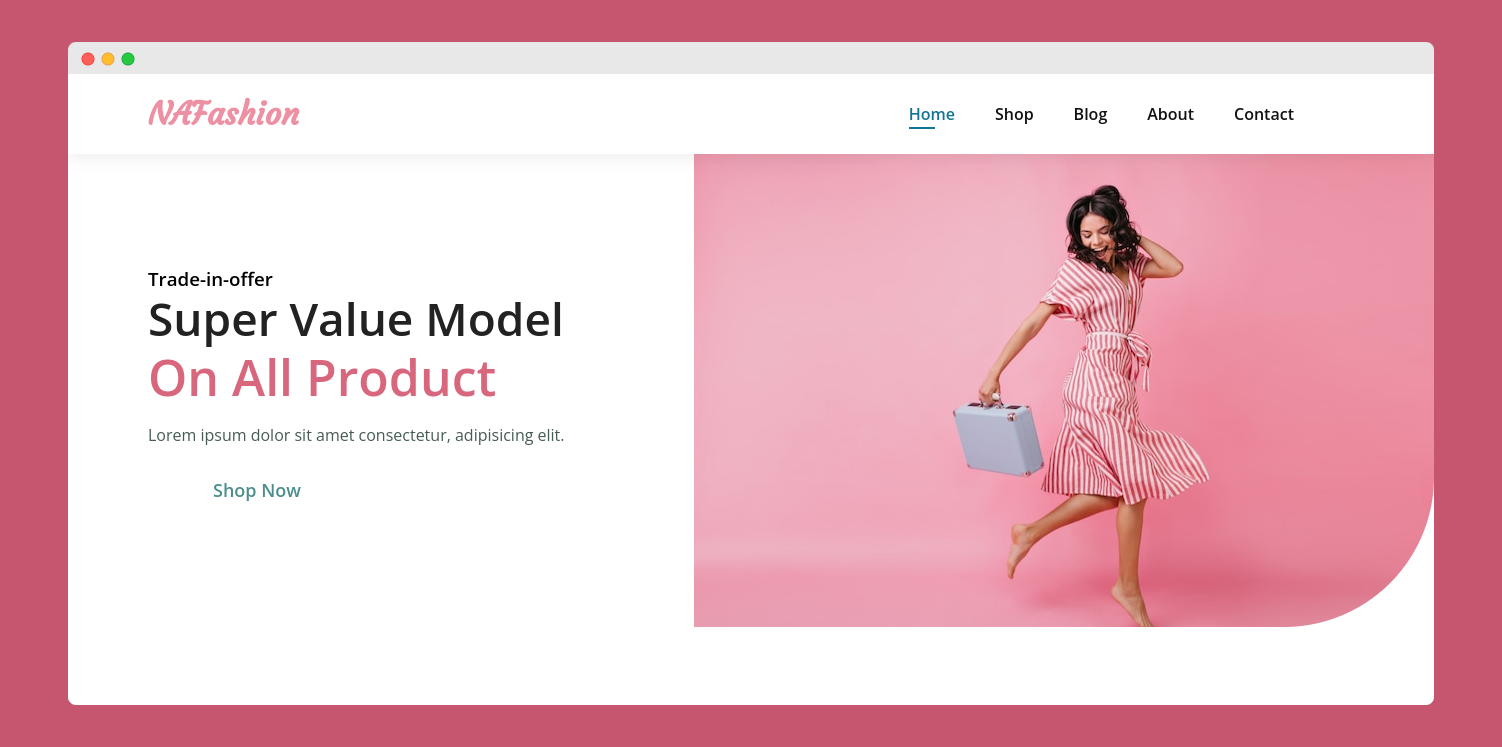 NAFashion
Home Shop Blog About Contact
Trade-in-offer
Super Value Model
On All Product
Lorem ipsum dolor sit amet consectetur, adipisicing elit.
Shop Now